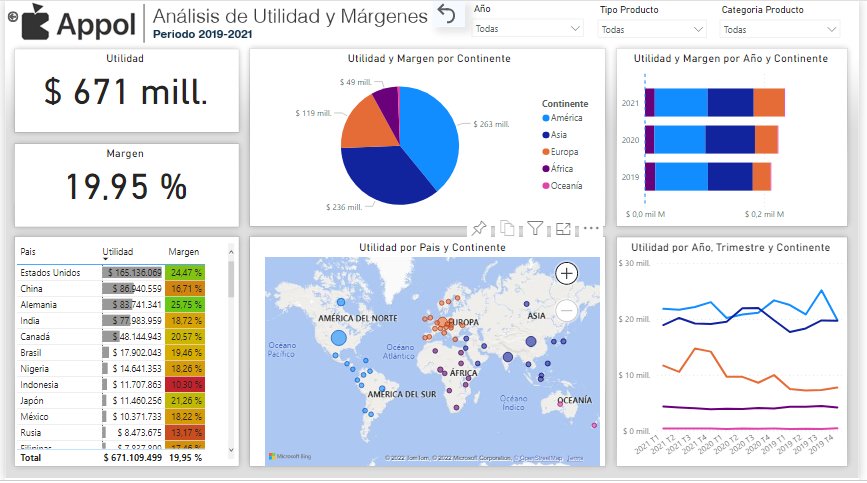 Appol
Análisis de Utilidad y Márgenes
Periodo 2019-2021
Año
Todas
Tipo Producto
Todas
Categoria Producto
Todas
Utilidad
$ 671 mill.
Margen
19,95 %
Utilidad y Margen por Continente
$ 49 mill.
$ 119 mill.
$ 263 mill.
$ 236 mill.
Continente
América
Asia
Europa
África
Oceanía
Utilidad y Margen por Año y Continente
2021
2020
2019
$ 0,0 mil M
$ 0,2 mil M
País Utilidad Margen
Estados Unidos $ 165.136.069 24,47 %
China $ 86.940.559 16,71 %
Alemania $ 83.741.341 25,75 %
India $ 77.983.959 18,72 %
Canadá $ 48.144.943 20,57 %
Brasil $ 17.902.043 19,46 %
Nigeria $ 14.641.353 18,26 %
Indonesia $ 11.707.863 10,30 %
Japón $ 11.460.256 21,26 %
México $ 10.371.733 18,22 %
Rusia $ 8.473.675 13,17 %
Total $ 671.109.499 19,95 %
Utilidad por Pais y Continente
AMÉRICA DEL NORTE
EUROPA
ASIA
Océano
Pacífico
Océano
Atlántico
ÁFRICA
AMÉRICA DEL SUR
Océano
Índico
OCEANÍA
Microsoft Bing
© 2022 TomTom, © 2022 Microsoft Corporation, © OpenStreetMap Terms
Utilidad por Año, Trimestre y Continente
$ 30 mill.
$ 20 mill.
$ 10 mill.
$ 0 mill.
2021 T1
2021 T2
2021 T3
2021 T4
2020 T1
2020 T2
2020 T3
2020 T4
2019 T1
2019 T2
2019 T3
2019 T4